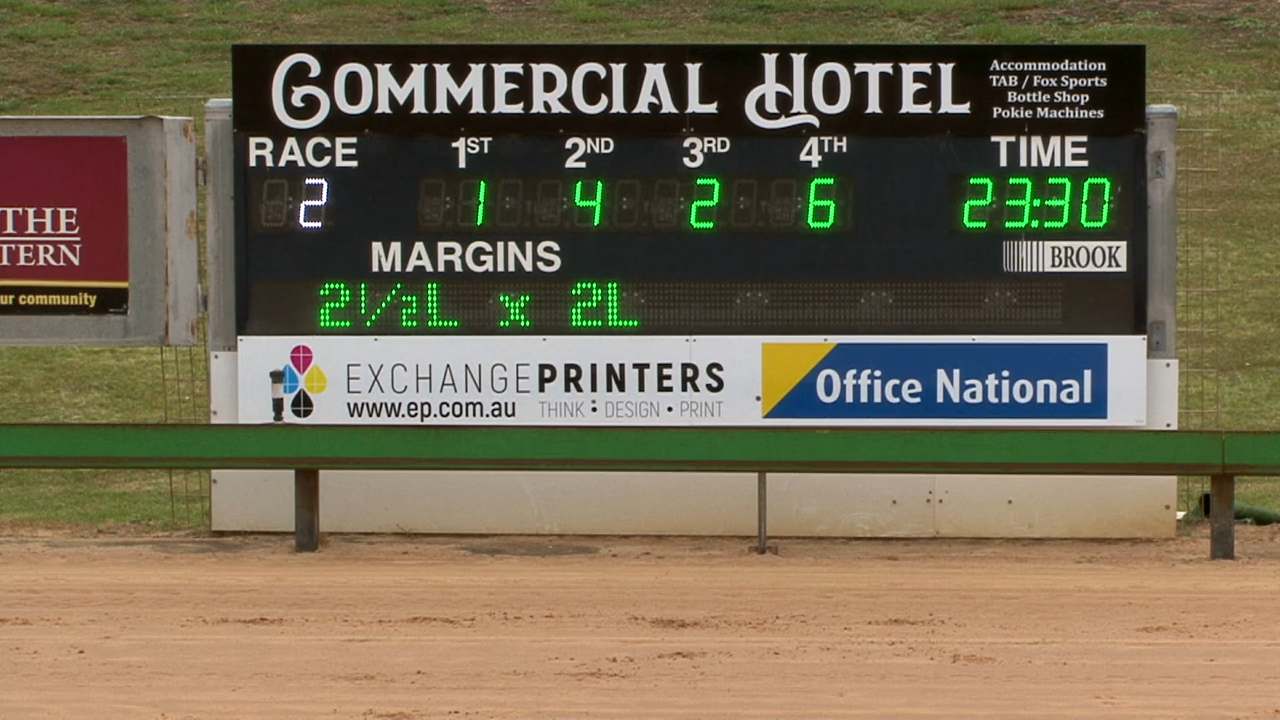 COMMERCIAL HOTEL
Accommodation
TAB / Fox Sports
Bottle Shop
Pokie Machines
RACE 1ST 2ND 3RD 4TH TIME
2 1 4 2 6 23:30
MARGINS
BROOK
2½L x 2L
THE
TERN
ur community
EXCHANGEPRINTERS
www.ep.com.au THINK • DESIGN • PRINT
Office National